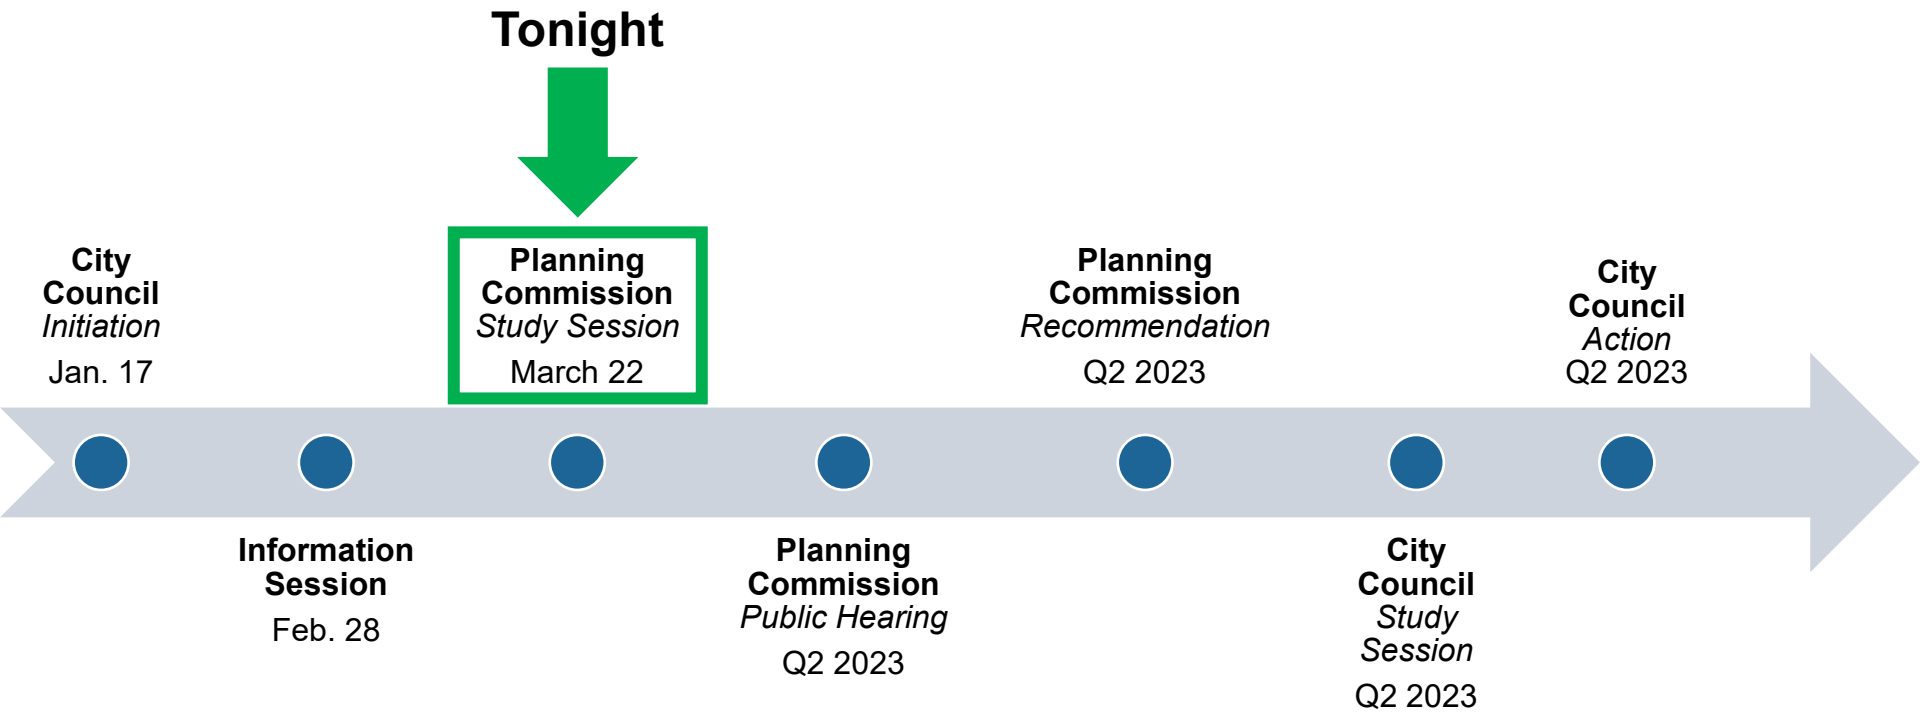 Tonight
City
Council
Initiation
Jan. 17
Information
Session
Feb. 28
Planning
Commission
Study Session
March 22
Planning
Commission
Public Hearing
Q2 2023
Planning
Commission
Recommendation
Q2 2023
City
Council
Study
Session
Q2 2023
City
Council
Action
Q2 2023